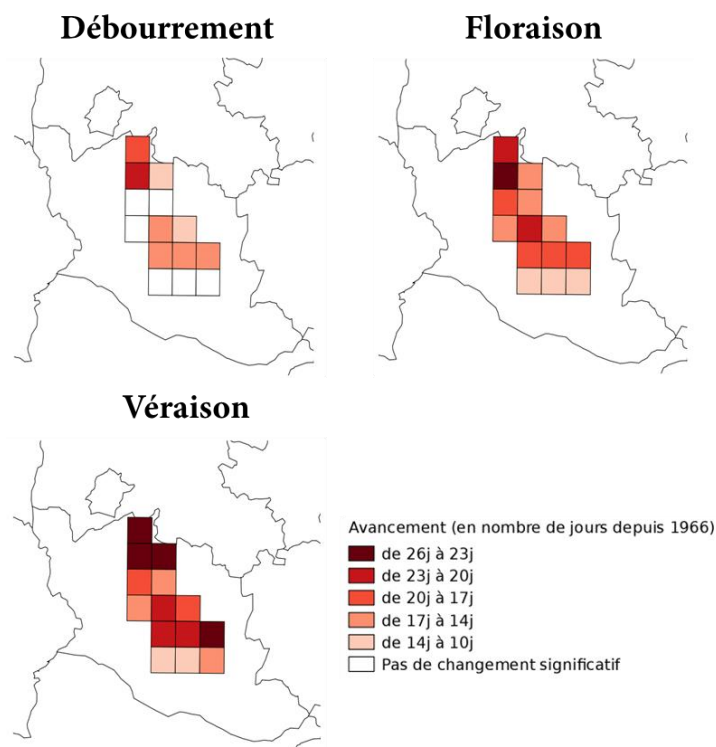 Débourrement
Floraison
Véraison
Avancement (en nombre de jours depuis 1966)
de 26j à 23j
de 23j à 20j
de 20j à 17j
de 17j à 14j
de 14j à 10j
Pas de changement significatif